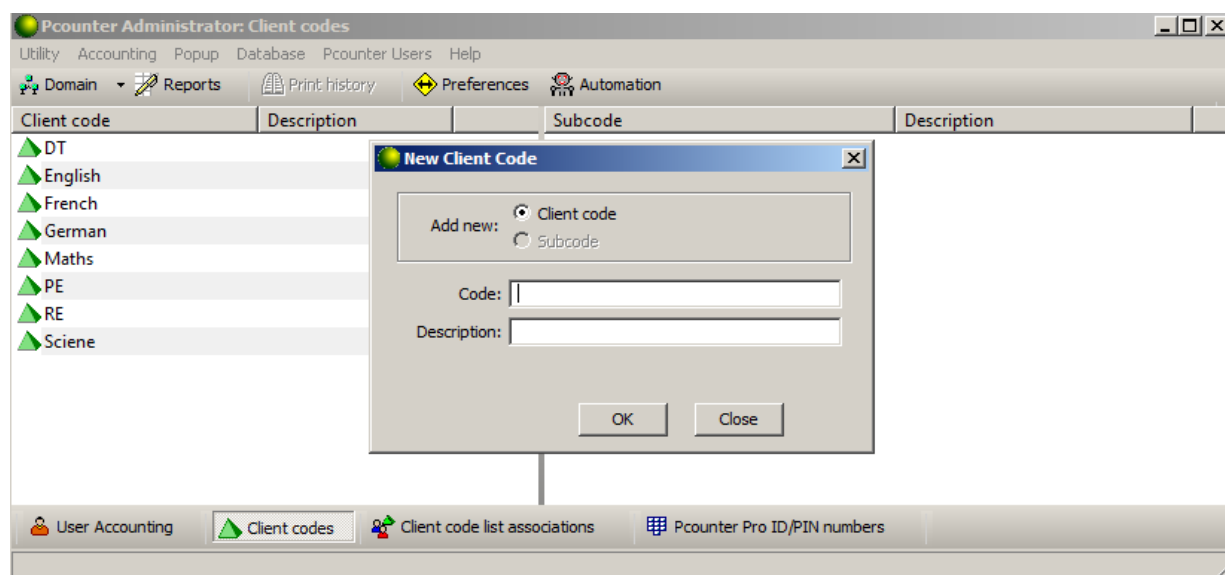 Pcounter Administrator: Client codes
Utility Accounting Popup Database Pcounter Users Help
Domain Reports Print history Preferences Automation
Client code Description Subcode Description
DT
English
French
German
Maths
PE
RE
Sciene
New Client Code
Add new:
Client code
Subcode
Code:
Description:
OK Close
User Accounting Client codes Client code list associations Pcounter Pro ID/PIN numbers